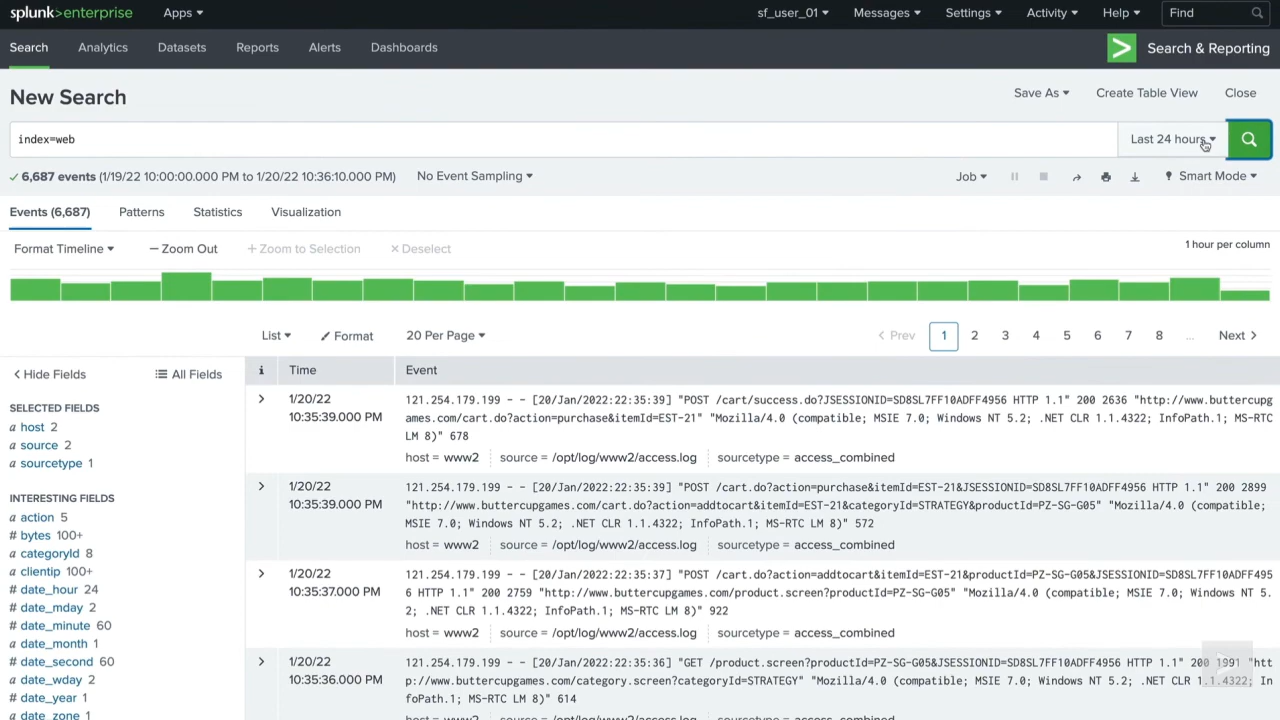 splunk>enterprise Apps sf_user_01 Messages Settings Activity Help Find
Search Analytics Datasets Reports Alerts Dashboards Search & Reporting
New Search Save As Create Table View Close
index=web Last 24 hours
6,687 events (1/19/22 10:00:00.000 PM to 1/20/22 10:36:10.000 PM) No Event Sampling Job Smart Mode
Events (6,687) Patterns Statistics Visualization
Format Timeline — Zoom Out + Zoom to Selection × Deselect 1 hour per column
List Format 20 Per Page < Prev 1 2 3 4 5 6 7 8 ... Next >
< Hide Fields All Fields
SELECTED FIELDS
a host 2
a source 2
a sourcetype 1
INTERESTING FIELDS
a action 5
# bytes 100+
a categoryId 8
a clientip 100+
# date_hour 24
# date_mday 2
# date_minute 60
a date_month 1
# date_second 60
a date_wday 2
# date_year 1
a date_zone 1
i Time Event
> 1/20/22 10:35:39.000 PM
121.254.179.199 - - [20/Jan/2022:22:35:39] "POST /cart/success.do?JSESSIONID=SD8SL7FF10ADFF4956 HTTP 1.1" 200 2636 "http://www.buttercupg
ames.com/cart.do?action=purchase&itemId=EST-21" "Mozilla/4.0 (compatible; MSIE 7.0; Windows NT 5.2; .NET CLR 1.1.4322; InfoPath.1; MS-RTC
LM 8)" 678
host = www2 source = /opt/log/www2/access.log sourcetype = access_combined
> 1/20/22 10:35:39.000 PM
121.254.179.199 - - [20/Jan/2022:22:35:39] "POST /cart.do?action=purchase&itemId=EST-21&JSESSIONID=SD8SL7FF10ADFF4956 HTTP 1.1" 200 2899
"http://www.buttercupgames.com/cart.do?action=addtocart&itemId=EST-21&categoryId=STRATEGY&productId=PZ-SG-G05" "Mozilla/4.0 (compatible;
MSIE 7.0; Windows NT 5.2; .NET CLR 1.1.4322; InfoPath.1; MS-RTC LM 8)" 572
host = www2 source = /opt/log/www2/access.log sourcetype = access_combined
> 1/20/22 10:35:37.000 PM
121.254.179.199 - - [20/Jan/2022:22:35:37] "POST /cart.do?action=addtocart&itemId=EST-21&productId=PZ-SG-G05&JSESSIONID=SD8SL7FF10ADFF495
6 HTTP 1.1" 200 2759 "http://www.buttercupgames.com/product.screen?productId=PZ-SG-G05" "Mozilla/4.0 (compatible; MSIE 7.0; Windows NT 5.
2; .NET CLR 1.1.4322; InfoPath.1; MS-RTC LM 8)" 922
host = www2 source = /opt/log/www2/access.log sourcetype = access_combined
> 1/20/22 10:35:36.000 PM
121.254.179.199 - - [20/Jan/2022:22:35:36] "GET /product.screen?productId=PZ-SG-G05&JSESSIONID=SD8SL7FF10ADFF4956 HTTP 1.1" 200 1991 "htt
p://www.buttercupgames.com/category.screen?categoryId=STRATEGY" "Mozilla/4.0 (compatible; MSIE 7.0; Windows NT 5.2; .NET CLR 1.1.4322; In
foPath.1; MS-RTC LM 8)" 614
host = www2 source = /opt/log/www2/access.log sourcetype = access_combined